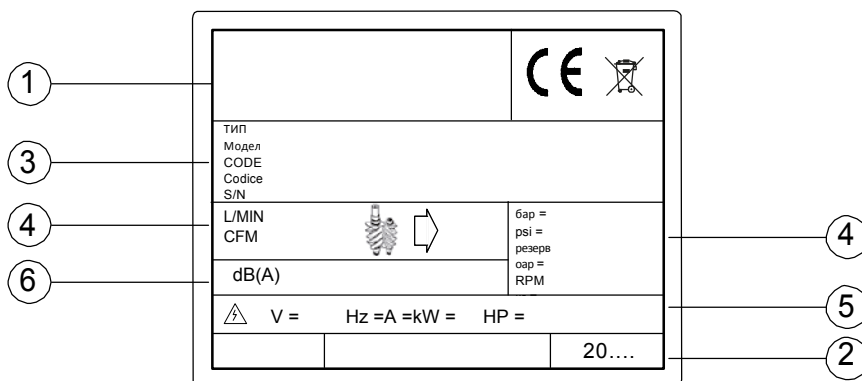 1
CE
тип
Модел
CODE
Codice
S/N
3
L/MIN
CFM
4
бар =
psi =
резерв
оар =
RPM
4
dB(A)
6
V = Hz =A =kW = HP =
5
20....
2